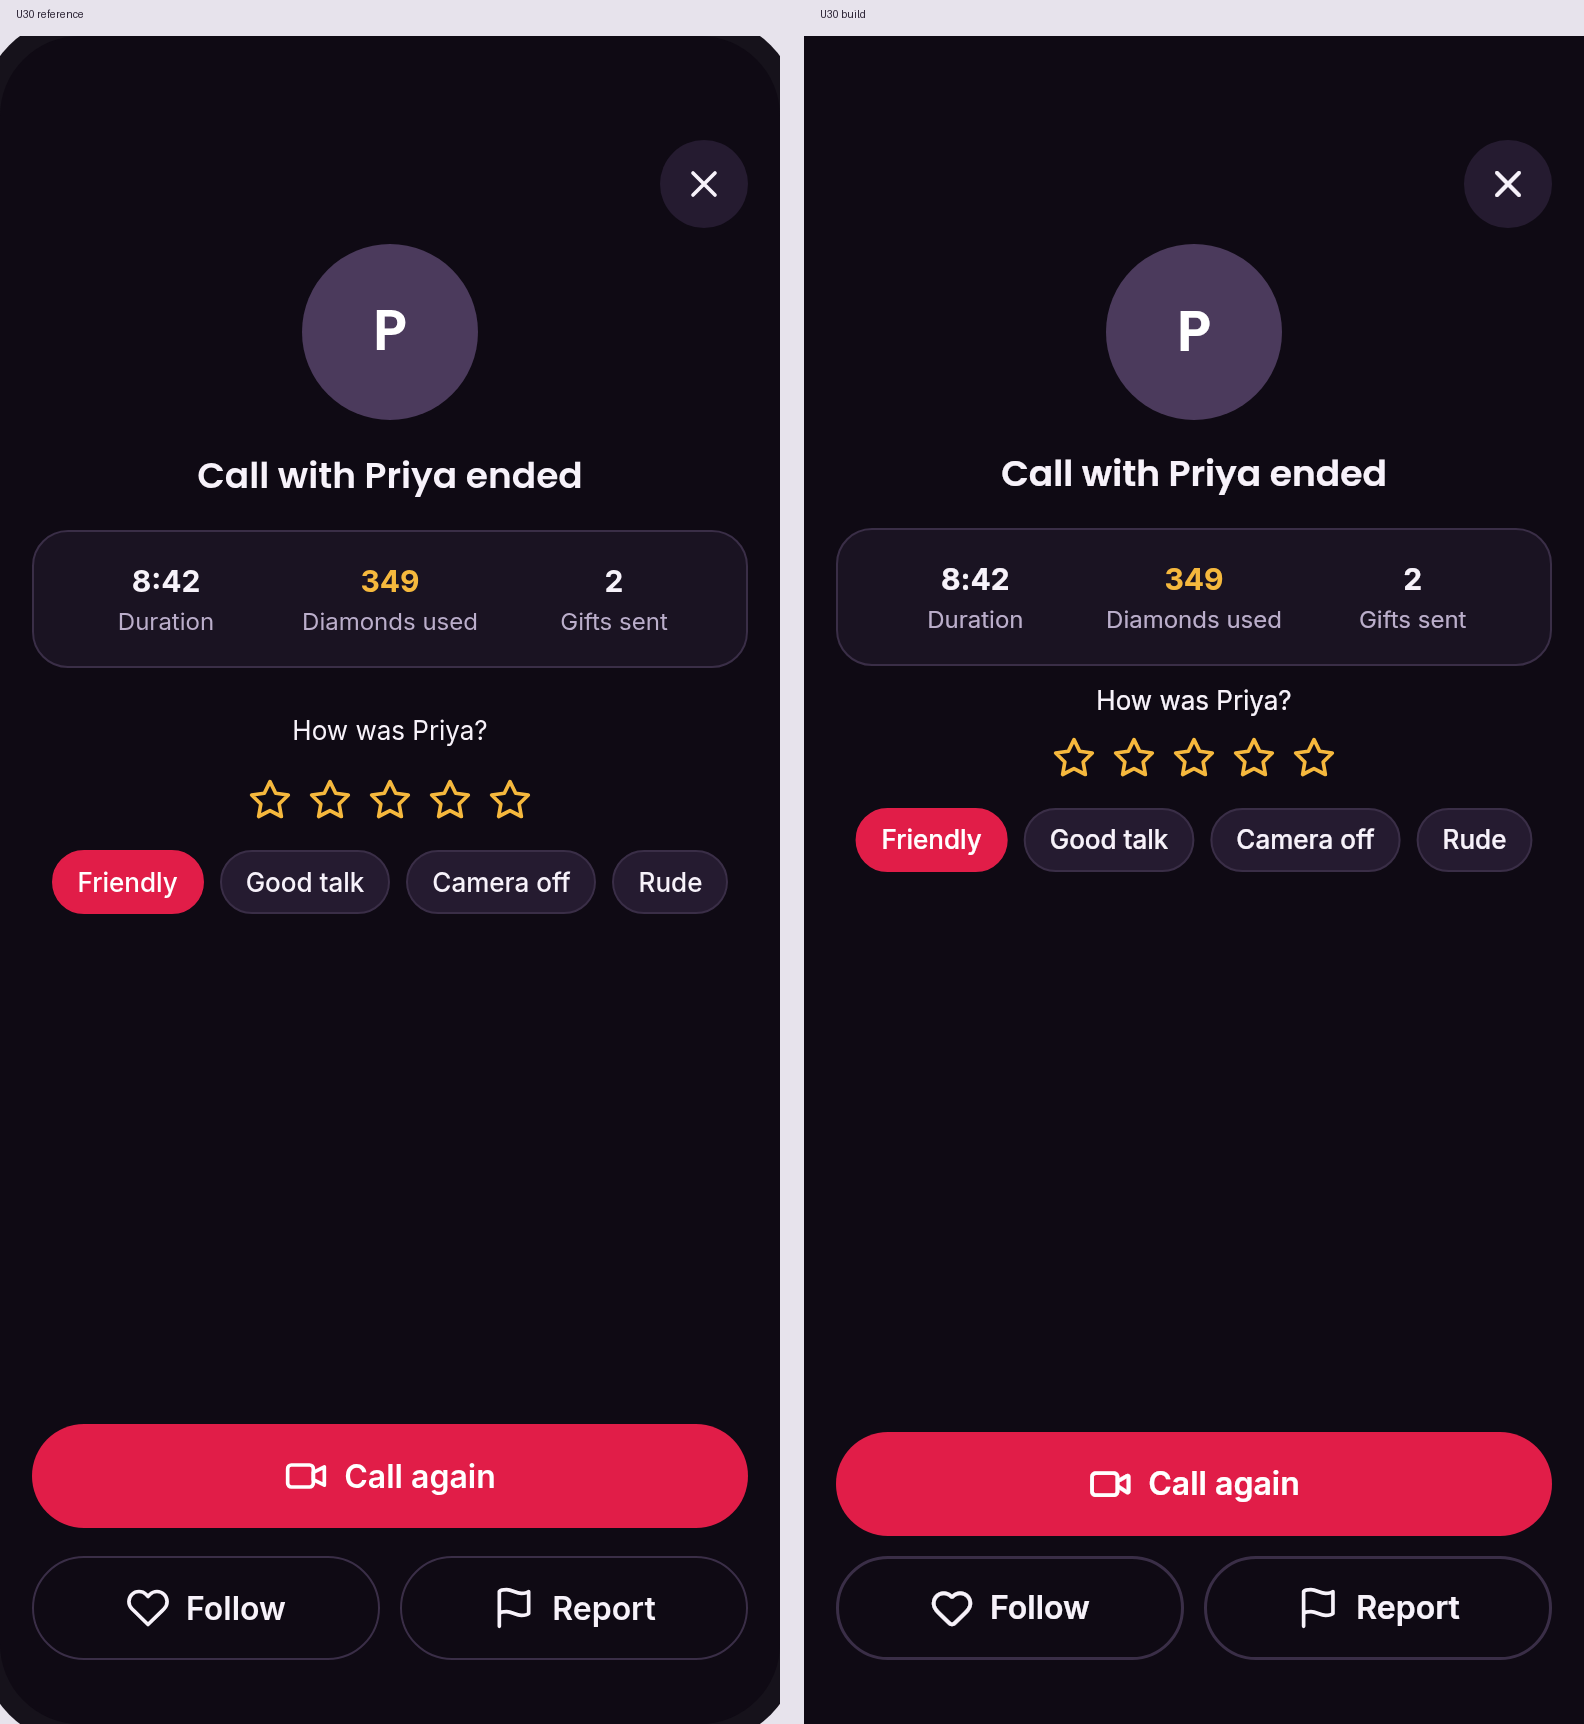 U30 reference
P
Call with Priya ended
8:42 349 2
Duration Diamonds used Gifts sent
How was Priya?
Friendly Good talk Camera off Rude
Call again
Follow Report
U30 build
P
Call with Priya ended
8:42 349 2
Duration Diamonds used Gifts sent
How was Priya?
Friendly Good talk Camera off Rude
Call again
Follow Report